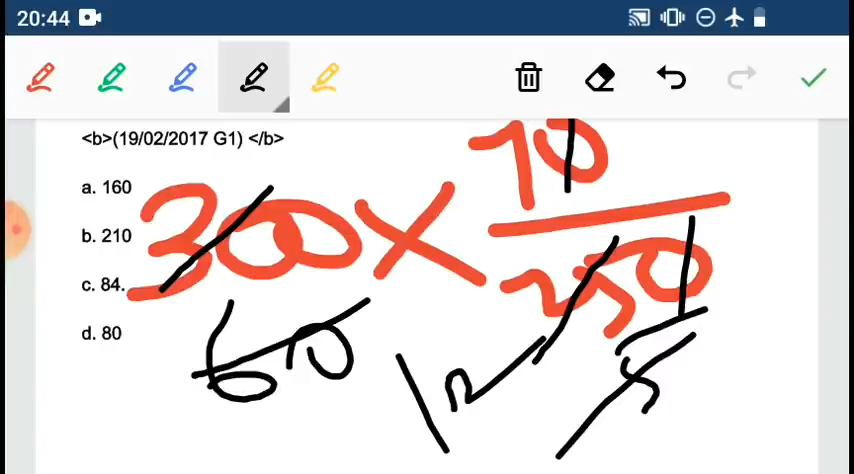 20:44
<b>(19/02/2017 G1) </b>
a. 160
b. 210
c. 84.
d. 80
300 × 70
250
60
12
5